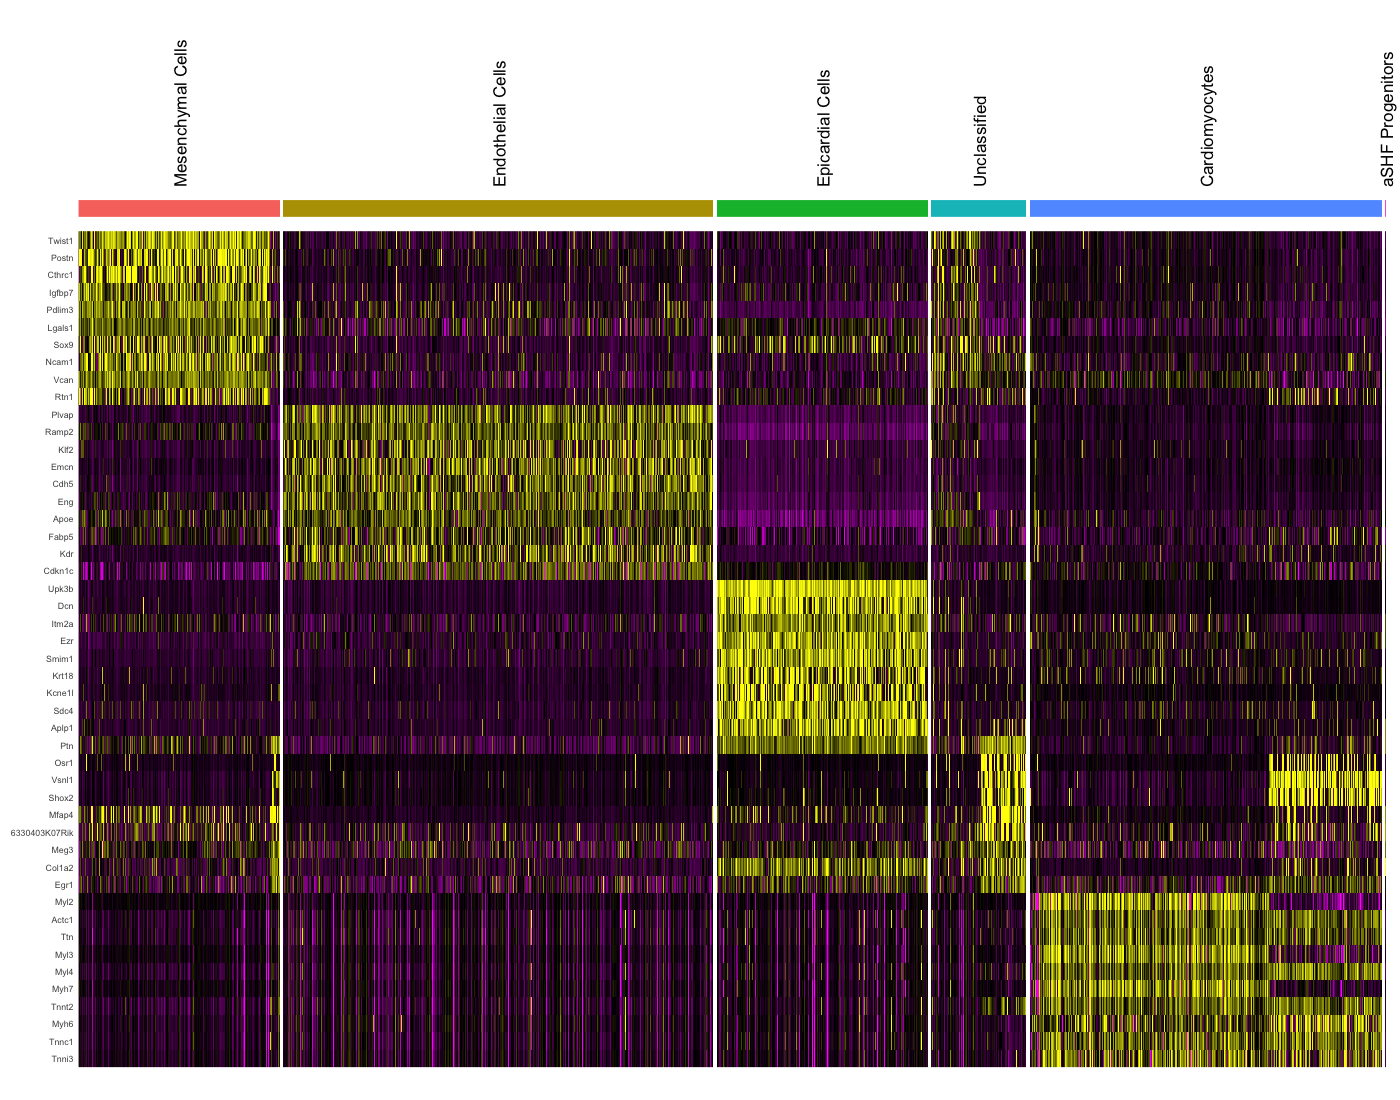 Mesenchymal Cells
Endothelial Cells
Epicardial Cells
Unclassified
Cardiomyocytes
aSHF Progenitors
Twist1
Postn
Cthrc1
Igfbp7
Pdlim3
Lgals1
Sox9
Ncam1
Vcan
Rtn1
Plvap
Ramp2
Klf2
Emcn
Cdh5
Eng
Apoe
Fabp5
Kdr
Cdkn1c
Upk3b
Dcn
Itm2a
Ezr
Smim1
Krt18
Kcne1l
Sdc4
Aplp1
Ptn
Osr1
Vsnl1
Shox2
Mfap4
6330403K07Rik
Meg3
Col1a2
Egr1
Myl2
Actc1
Ttn
Myl3
Myl4
Myh7
Tnnt2
Myh6
Tnnc1
Tnni3